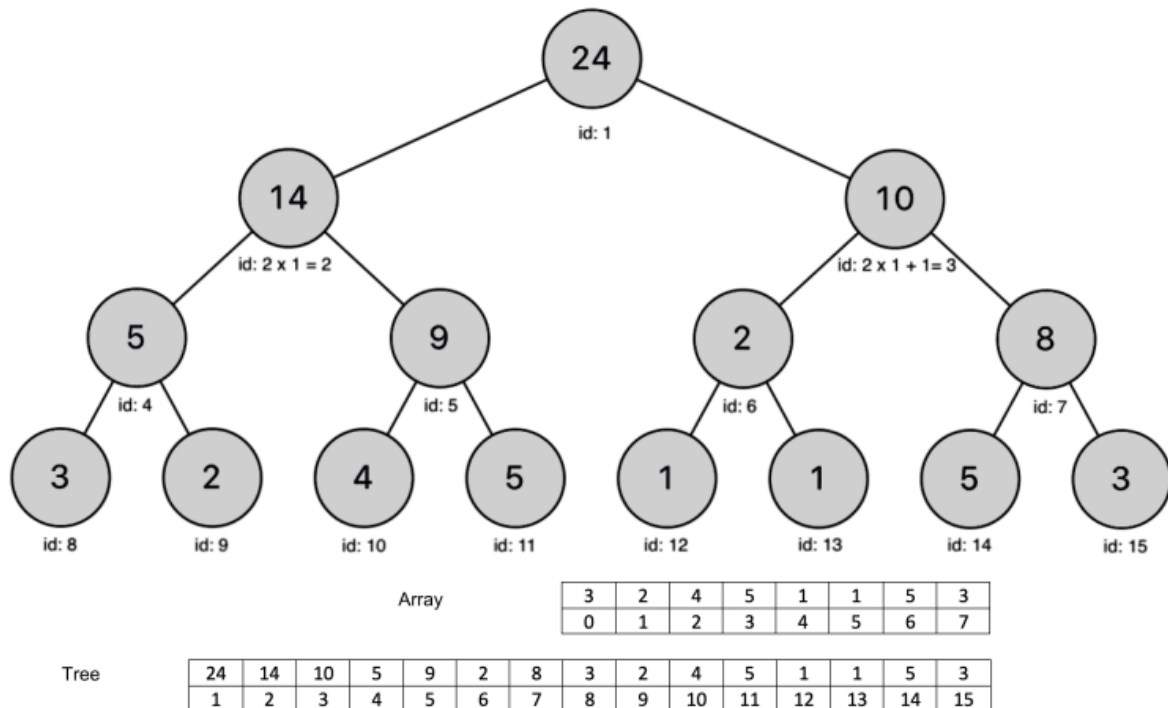 24
id: 1
14 10
id: 2 x 1 = 2 id: 2 x 1 + 1= 3
5 9 2 8
id: 4 id: 5 id: 6 id: 7
3 2 4 5 1 1 5 3
id: 8 id: 9 id: 10 id: 11 id: 12 id: 13 id: 14 id: 15
Array
3 2 4 5 1 1 5 3
0 1 2 3 4 5 6 7
Tree
24 14 10 5 9 2 8 3 2 4 5 1 1 5 3
1 2 3 4 5 6 7 8 9 10 11 12 13 14 15